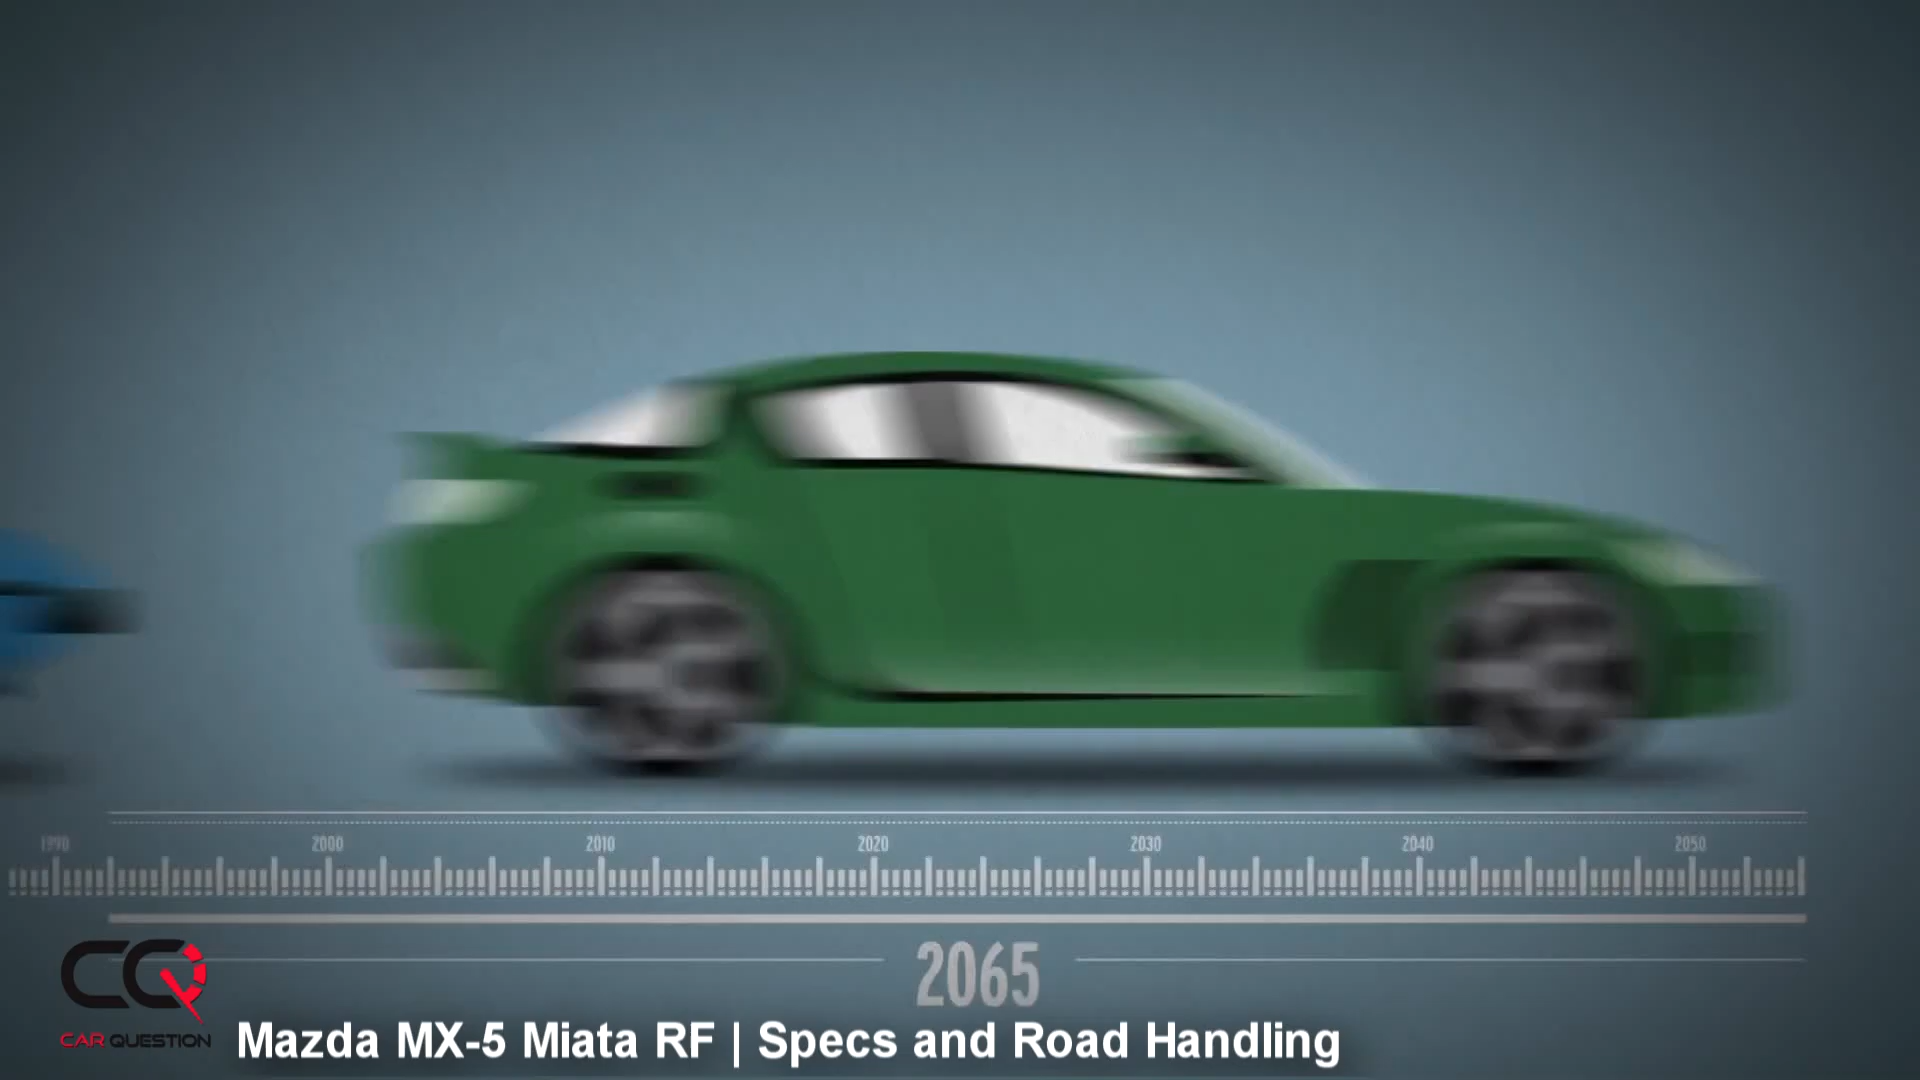 1990 2000 2010 2020 2030 2040 2050
2065
CQ
CAR QUESTION
Mazda MX-5 Miata RF | Specs and Road Handling